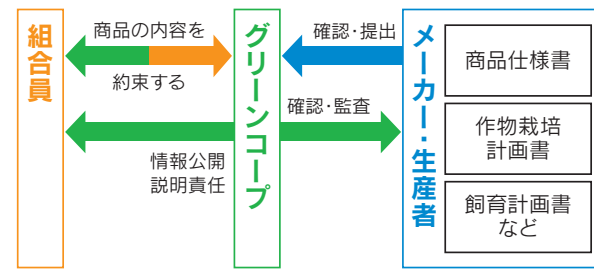 組合員
商品の内容を
約束する
情報公開
説明責任
グリーンコープ
確認・提出
確認・監査
メーカー・生産者
商品仕様書
作物栽培
計画書
飼育計画書
など